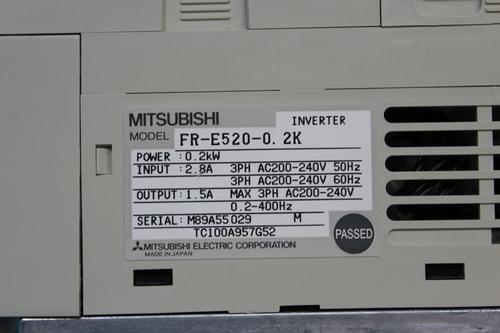 MITSUBISHI INVERTER
MODEL FR-E520-0.2K
POWER : 0.2kW
INPUT : 2.8A 3PH AC200-240V 50Hz
3PH AC200-240V 60Hz
OUTPUT: 1.5A MAX 3PH AC200-240V
0.2-400Hz
SERIAL: M89A55029 M
TC100A957G52
PASSED
MITSUBISHI ELECTRIC CORPORATION
MADE IN JAPAN